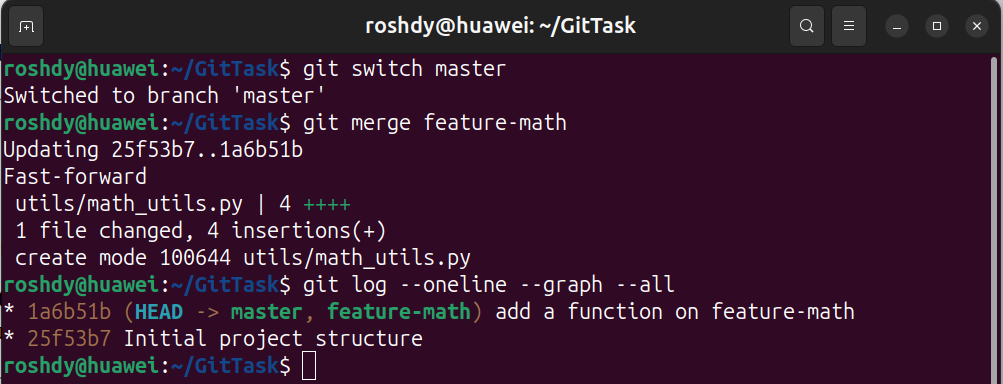 roshdy@huawei: ~/GitTask
roshdy@huawei:~/GitTask$ git switch master
Switched to branch 'master'
roshdy@huawei:~/GitTask$ git merge feature-math
Updating 25f53b7..1a6b51b
Fast-forward
 utils/math_utils.py | 4 ++++
 1 file changed, 4 insertions(+)
 create mode 100644 utils/math_utils.py
roshdy@huawei:~/GitTask$ git log --oneline --graph --all
* 1a6b51b (HEAD -> master, feature-math) add a function on feature-math
* 25f53b7 Initial project structure
roshdy@huawei:~/GitTask$